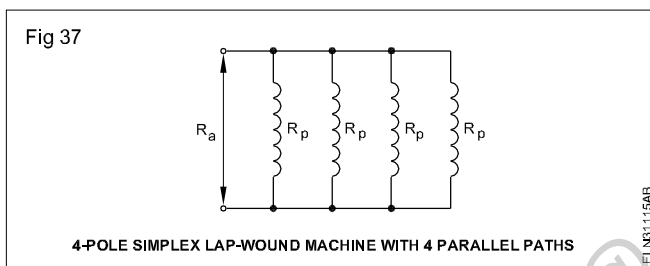 Fig 37
Ra
Rp Rp Rp Rp
4-POLE SIMPLEX LAP-WOUND MACHINE WITH 4 PARALLEL PATHS
ELN31115AB